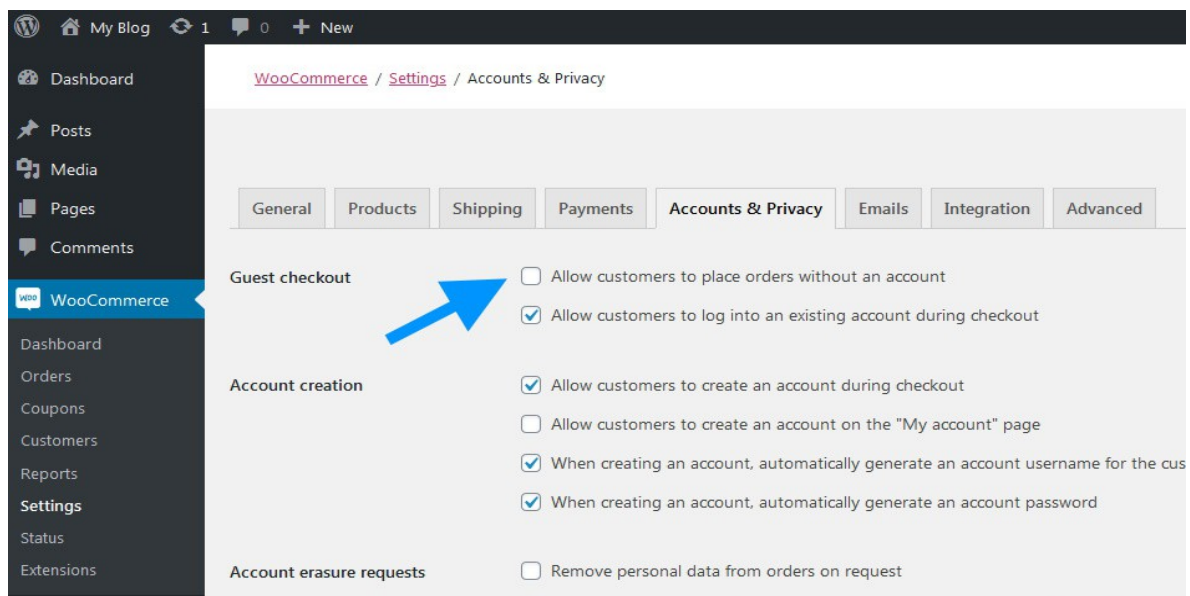 My Blog 1 0 New
Dashboard
WooCommerce / Settings / Accounts & Privacy
Posts
Media
Pages
Comments
WooCommerce
Dashboard
Orders
Coupons
Customers
Reports
Settings
Status
Extensions
General Products Shipping Payments Accounts & Privacy Emails Integration Advanced
Guest checkout
Allow customers to place orders without an account
Allow customers to log into an existing account during checkout
Account creation
Allow customers to create an account during checkout
Allow customers to create an account on the "My account" page
When creating an account, automatically generate an account username for the cus
When creating an account, automatically generate an account password
Account erasure requests
Remove personal data from orders on request